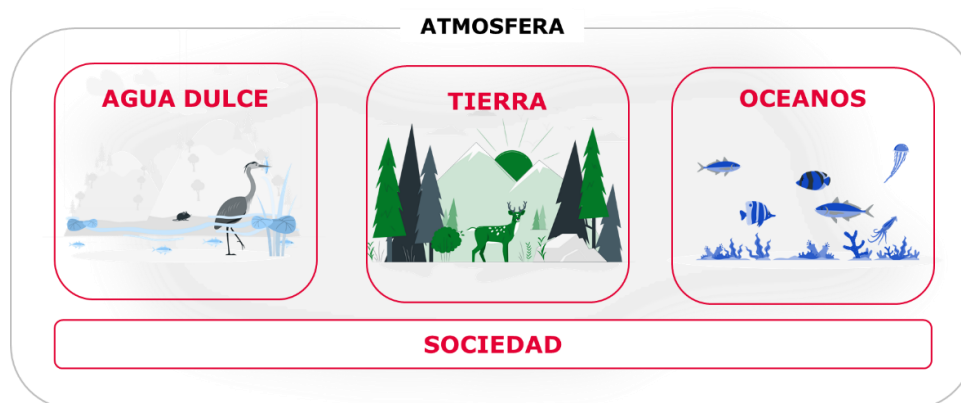 ATMOSFERA
AGUA DULCE
TIERRA
OCEANOS
SOCIEDAD